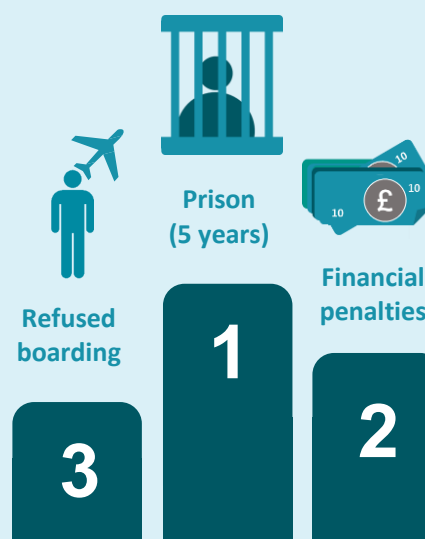 Prison
(5 years)
10
10
10
£
Financial
penalties
Refused
boarding
1
2
3